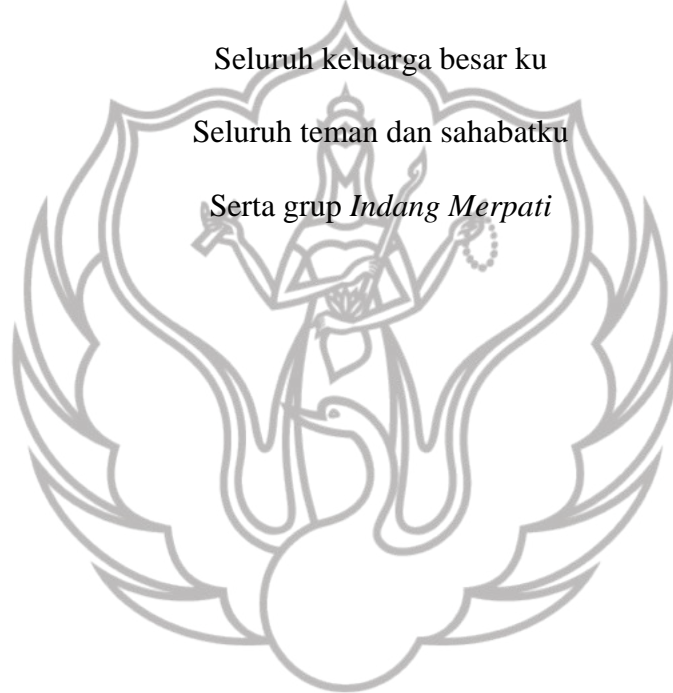 Seluruh keluarga besar ku
Seluruh teman dan sahabatku
Serta grup Indang Merpati